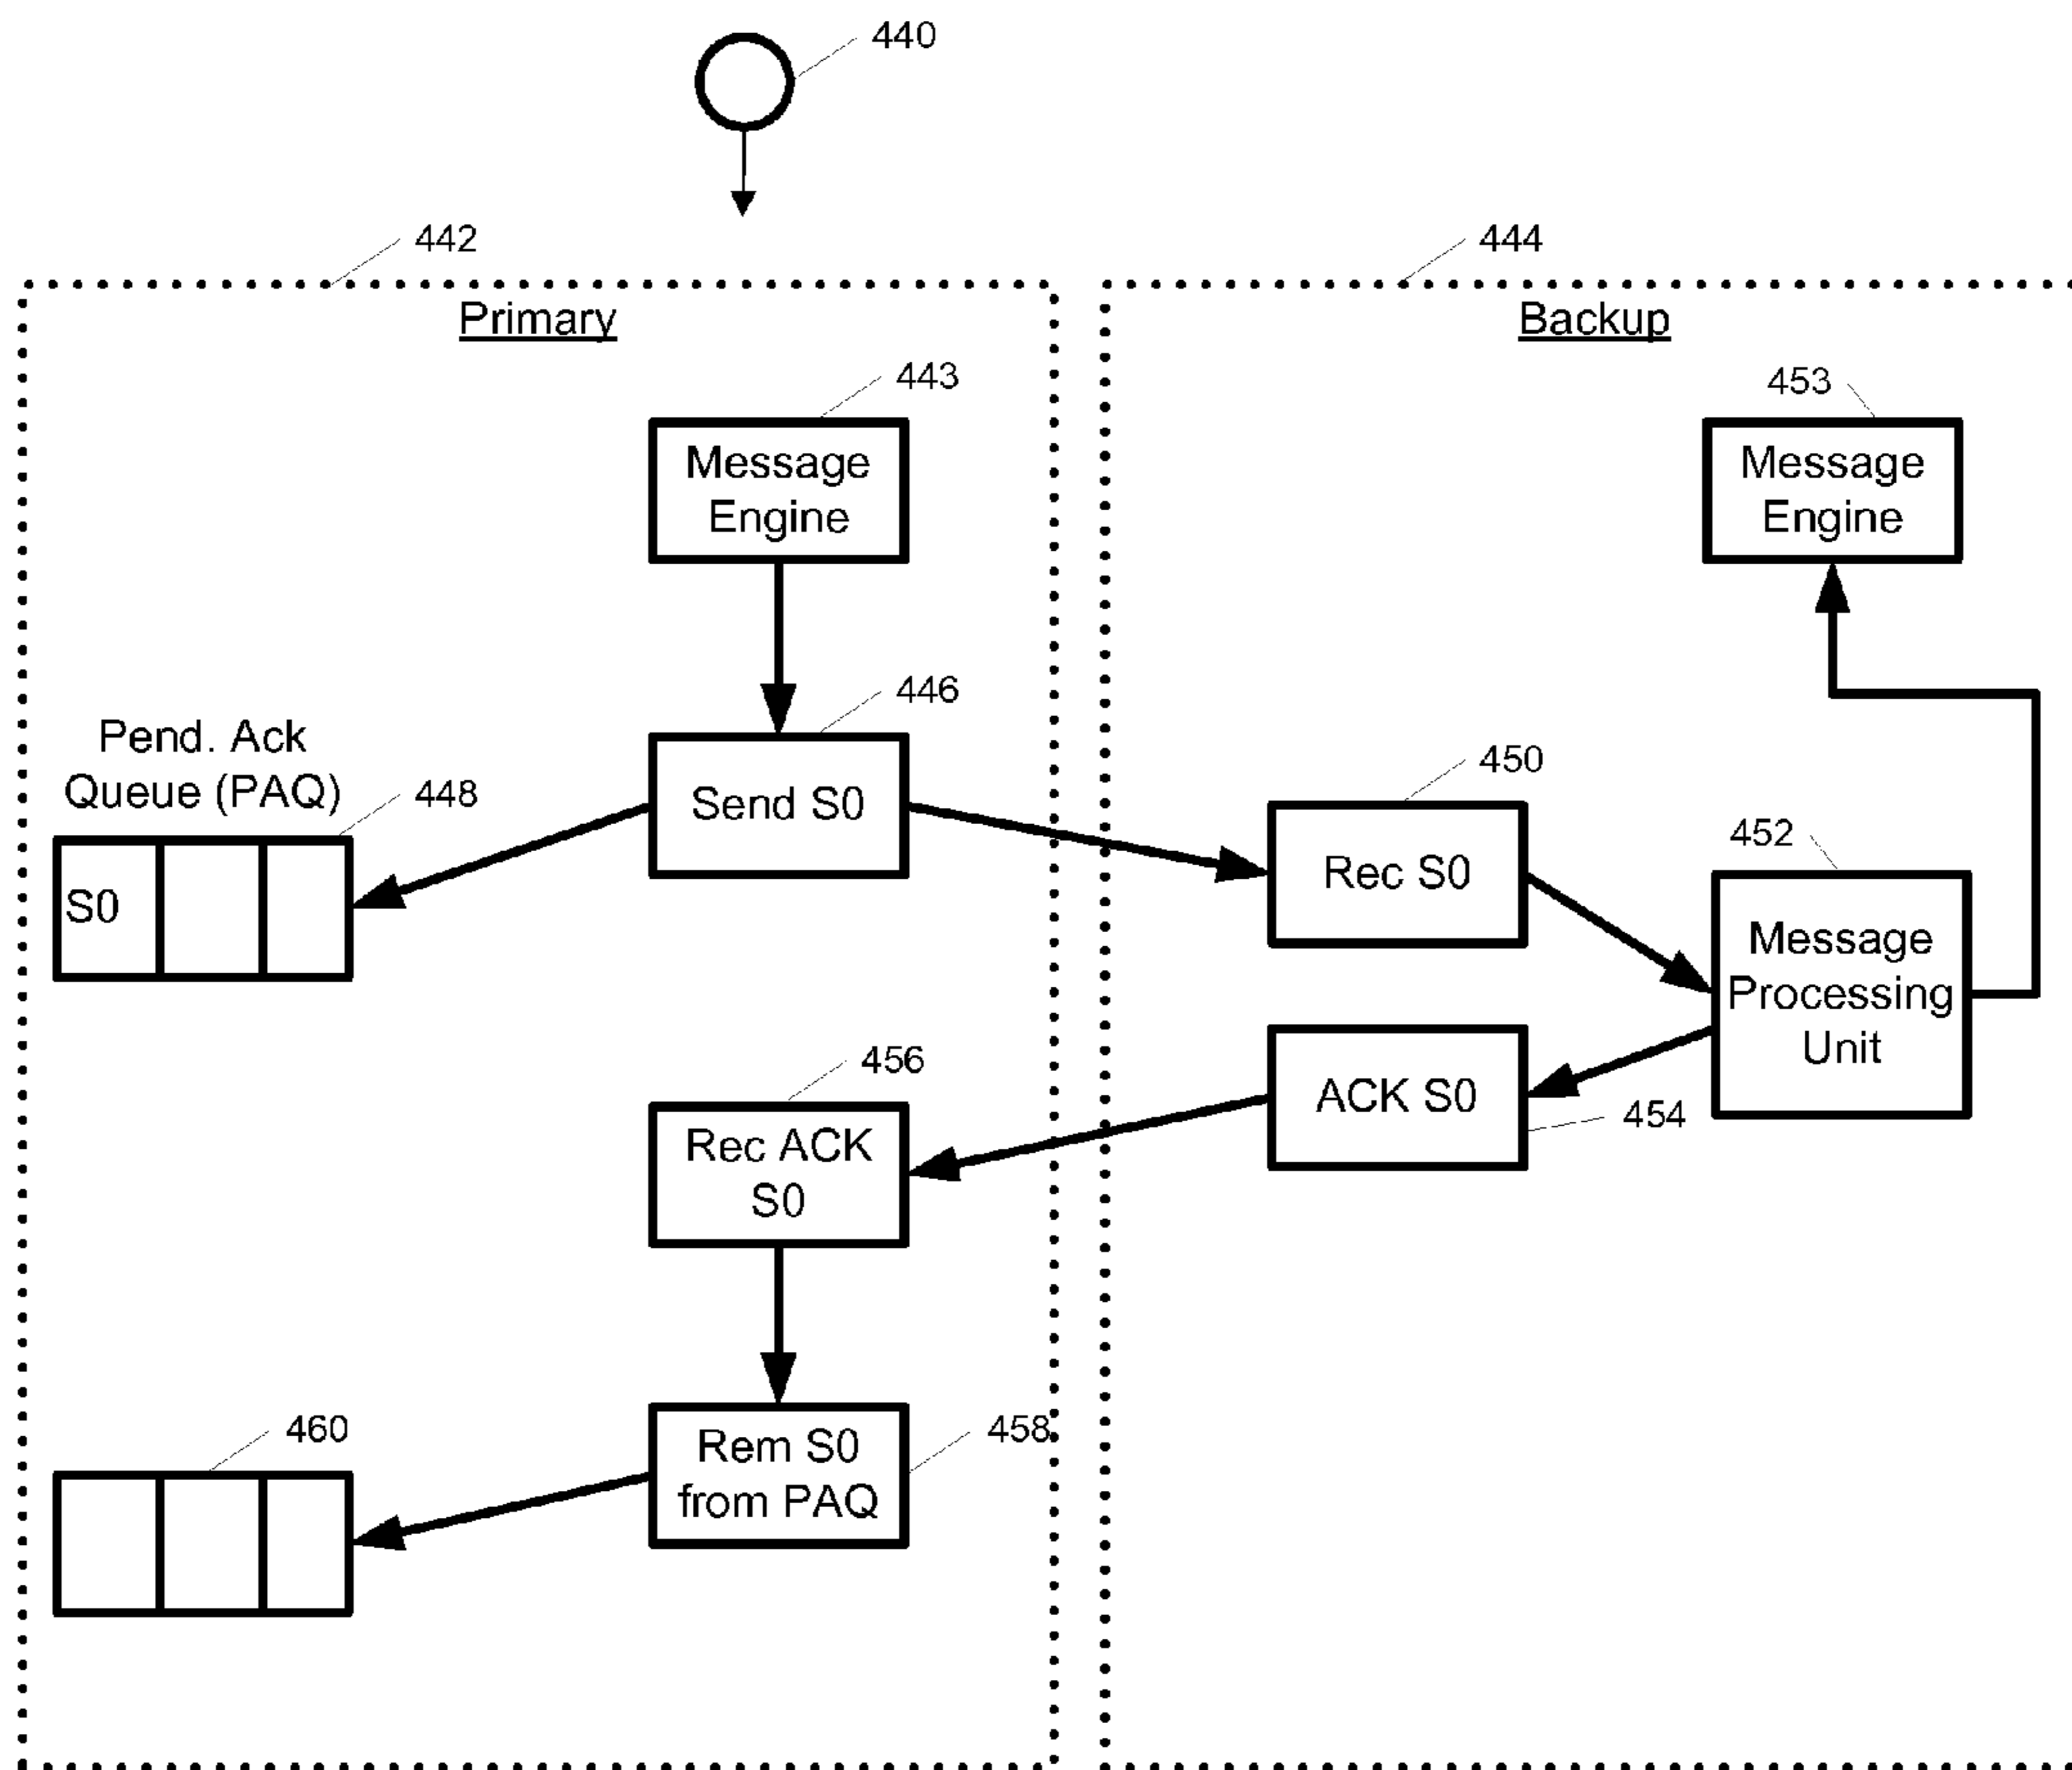 440
442
444
Primary
Backup
443
453
Message
Engine
Message
Engine
446
Pend. Ack
Queue (PAQ)
448
Send S0
450
452
S0
Rec S0
Message
Processing
Unit
456
ACK S0
454
Rec ACK
S0
460
458
Rem S0
from PAQ